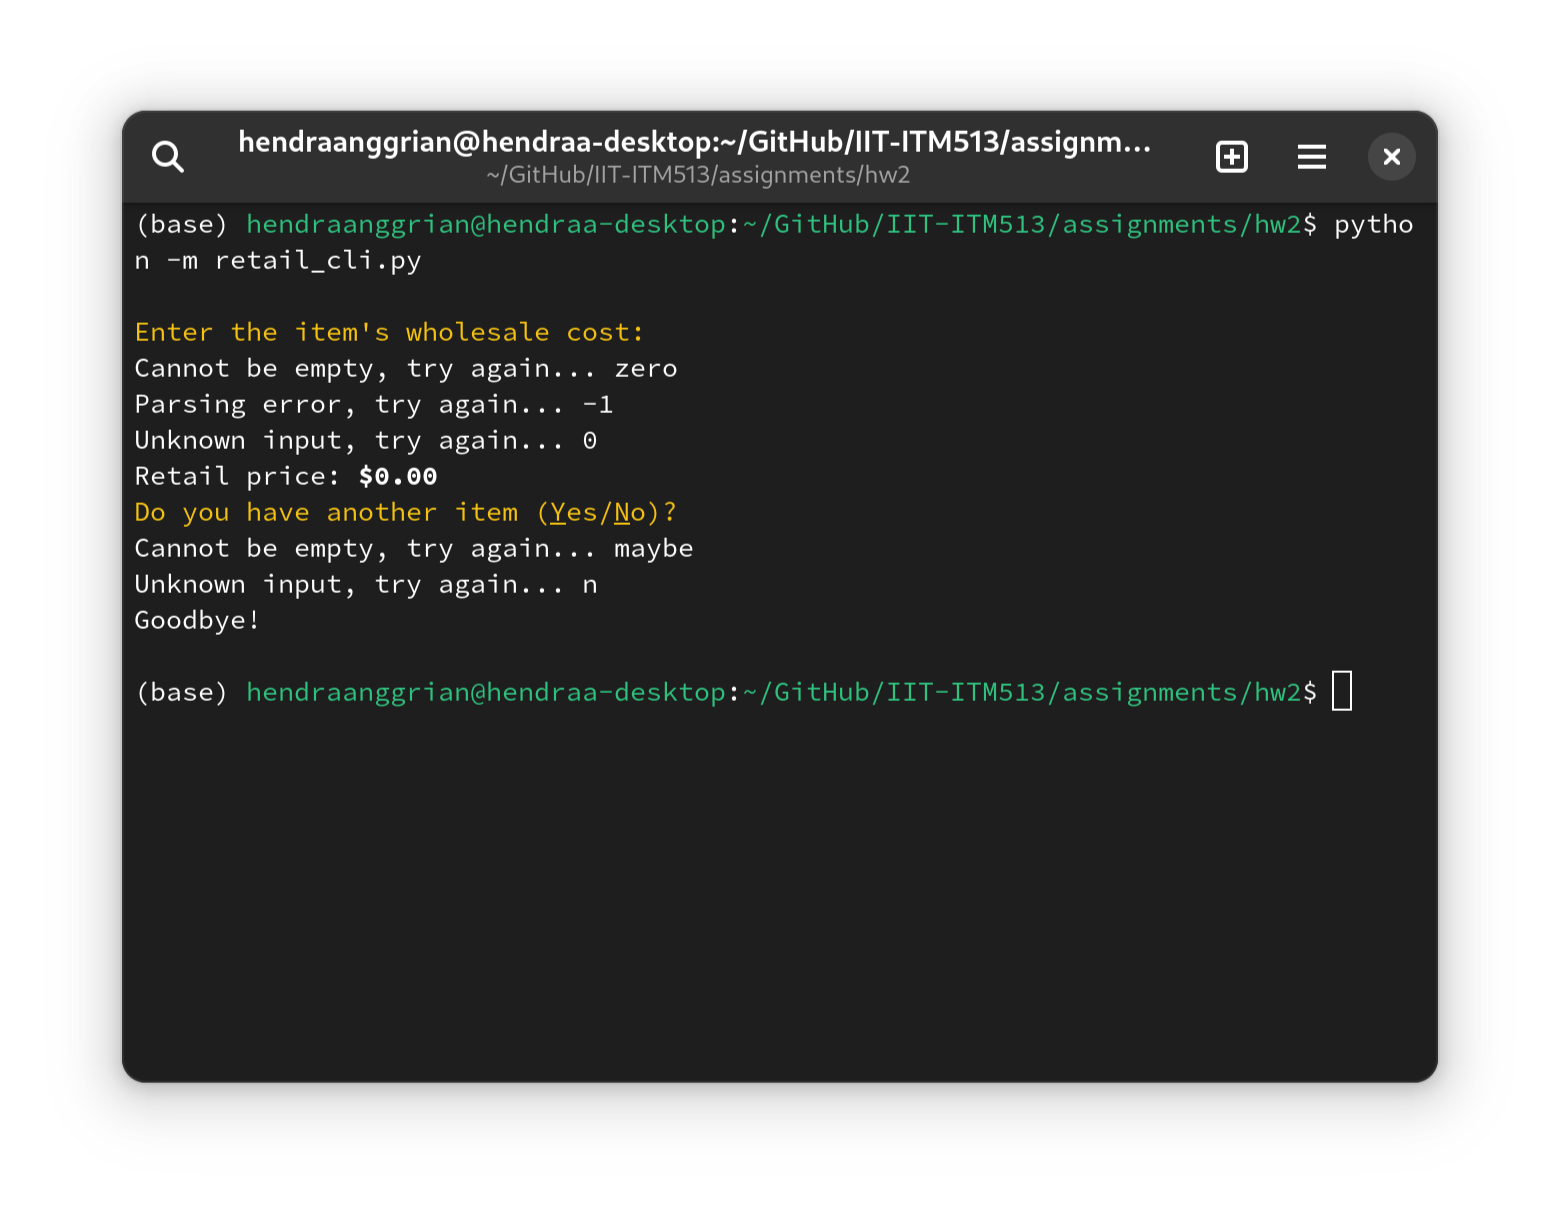 hendraanggrian@hendraa-desktop:~/GitHub/IIT-ITM513/assignm...
~/GitHub/IIT-ITM513/assignments/hw2
(base) hendraanggrian@hendraa-desktop:~/GitHub/IIT-ITM513/assignments/hw2$ pytho
n -m retail_cli.py
Enter the item's wholesale cost:
Cannot be empty, try again... zero
Parsing error, try again... -1
Unknown input, try again... 0
Retail price: $0.00
Do you have another item (Yes/No)?
Cannot be empty, try again... maybe
Unknown input, try again... n
Goodbye!
(base) hendraanggrian@hendraa-desktop:~/GitHub/IIT-ITM513/assignments/hw2$